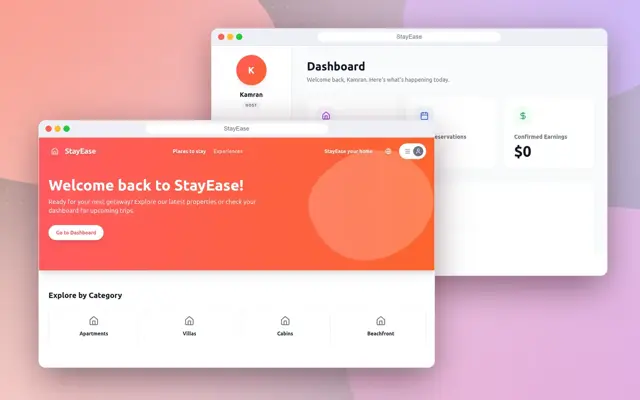 StayEase
K
Kamran
HOST
Dashboard
Welcome back, Kamran. Here's what's happening today.
Confirmed Earnings
$0
StayEase
StayEase
Places to stay
Experiences
StayEase your home
Welcome back to StayEase!
Ready for your next getaway? Explore our latest properties or check your
dashboard for upcoming trips.
Go to Dashboard
Explore by Category
Apartments
Villas
Cabins
Beachfront